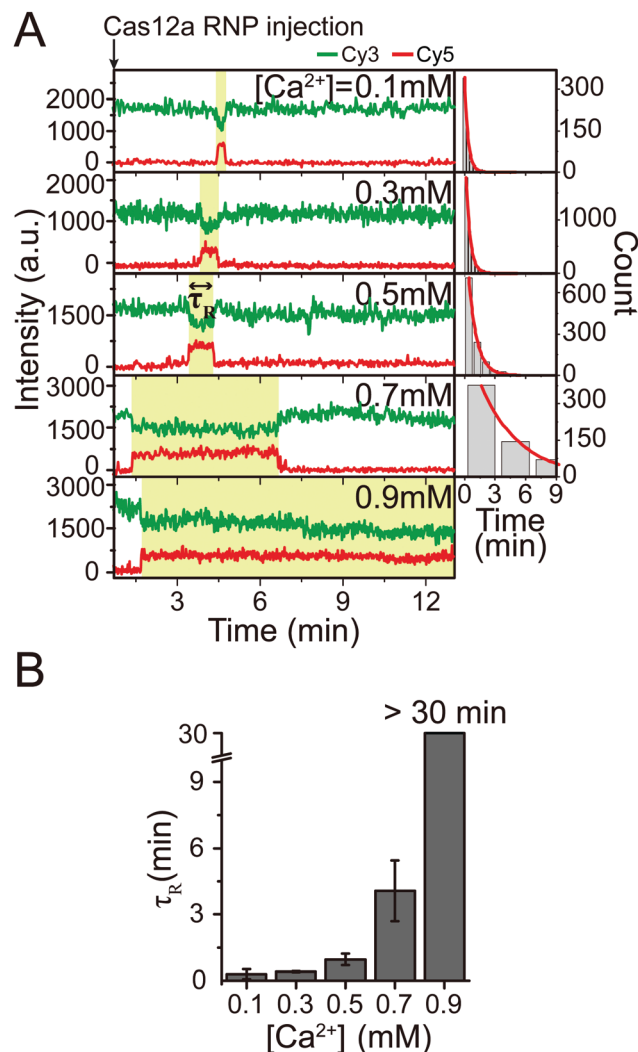 A
Cas12a RNP injection
Cy3 Cy5
[Ca²⁺]=0.1mM
2000
1000
0
300
150
0
0.3mM
2000
1000
0
1000
0
0.5mM
τR
1500
0
600
300
0
0.7mM
3000
1500
0
300
150
0
0.9mM
3000
1500
0
Intensity (a.u.)
Count
0 3 6 9
Time
(min)
3 6 9 12
Time (min)
B
> 30 min
30
9
6
3
0
τR(min)
0.1 0.3 0.5 0.7 0.9
[Ca²⁺] (mM)